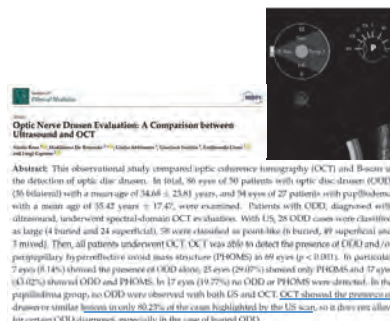 Journal of
Clinical Medicine
MDPI
Optic Nerve Drusen Evaluation: A Comparison between
Ultrasound and OCT
Abstract: This observational study compared optic coherence tomography (OCT) and B-scan in
the detection of optic disc drusen. In total, 86 eyes of 50 patients with optic disc drusen (ODD)
(36 bilateral) with a mean age of ± 23.81 years, and 54 eyes of 27 patients with papilloedema
with a mean age of 35.42 years ± 17.47, were examined. Patients with ODD, diagnosed with
ultrasound, underwent spectral-domain OCT evaluation. With US, 28 ODD cases were classified
as large (4 buried and 24 superficial), 58 were classified as point-like (6 buried, 49 superficial and
3 mixed). Then, all patients underwent OCT. OCT was able to detect the presence of ODD and/or
peripapillary hyperreflective ovoid mass structure (PHOMS) in 69 eyes (p < 0.001). In particular,
7 eyes (8.14%) showed the presence of ODD alone, 25 eyes (29.07%) showed only PHOMS and 37 eyes
(43.02%) showed ODD and PHOMS. In 17 eyes (19.77%) no ODD or PHOMS were detected. In the
papilloedema group, no ODD were observed with both US and OCT. OCT showed the presence of
drusen or similar lesions in only 80.23% of the cases highlighted by the US scan, so it does not allow
for certain ODD diagnosis, especially in the case of buried ODD.
P